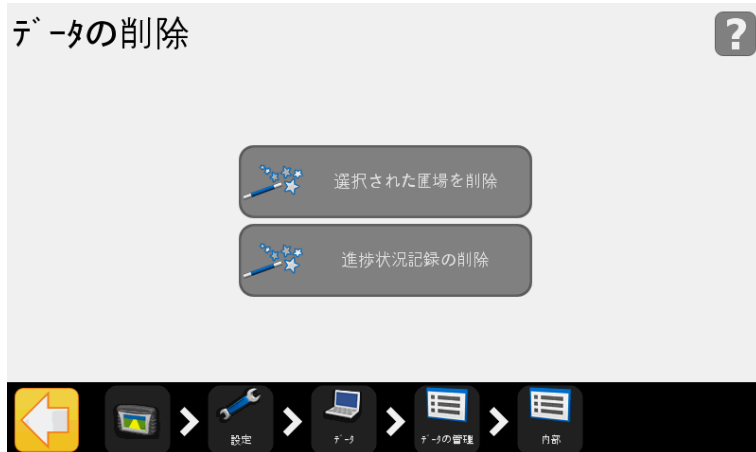 ﾃﾞｰﾀの削除
?
選択された匡場を削除
進捗状況記録の削除
設定
ﾃﾞｰﾀ
ﾃﾞｰﾀの管理
内部